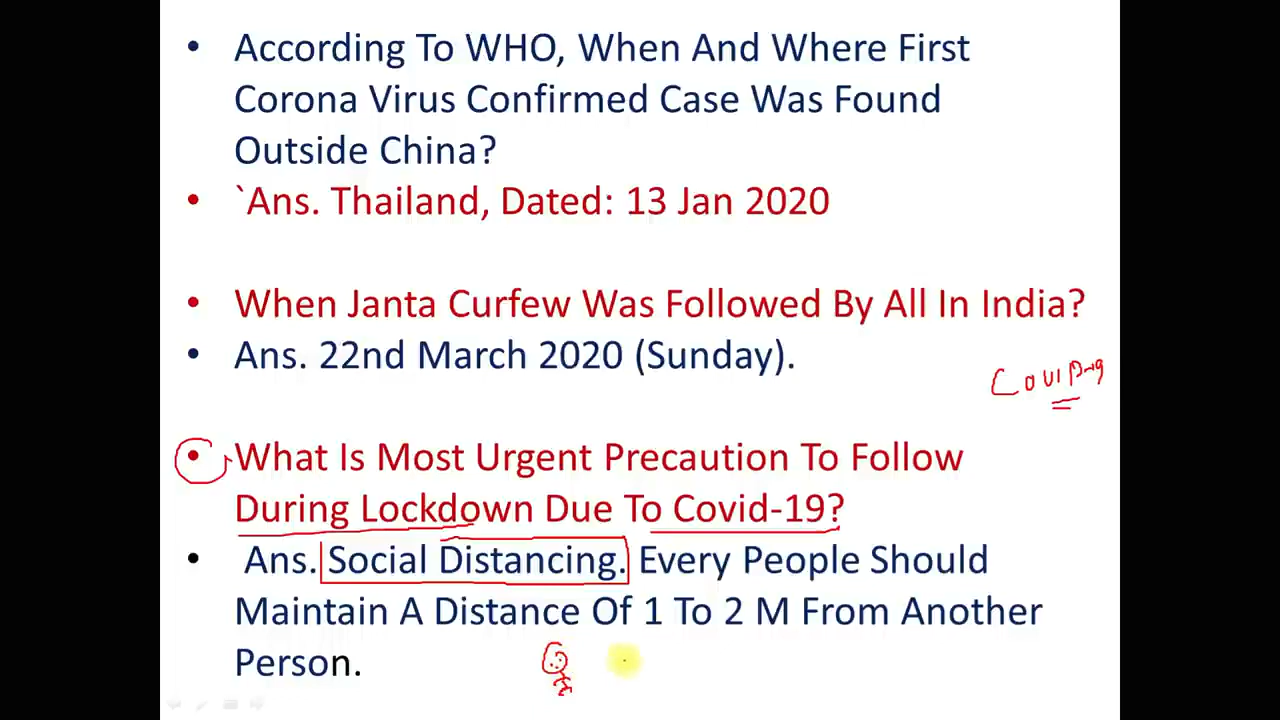 • According To WHO, When And Where First
Corona Virus Confirmed Case Was Found
Outside China?
• `Ans. Thailand, Dated: 13 Jan 2020
• When Janta Curfew Was Followed By All In India?
• Ans. 22nd March 2020 (Sunday).
• What Is Most Urgent Precaution To Follow
During Lockdown Due To Covid-19?
• Ans. Social Distancing. Every People Should
Maintain A Distance Of 1 To 2 M From Another
Person.